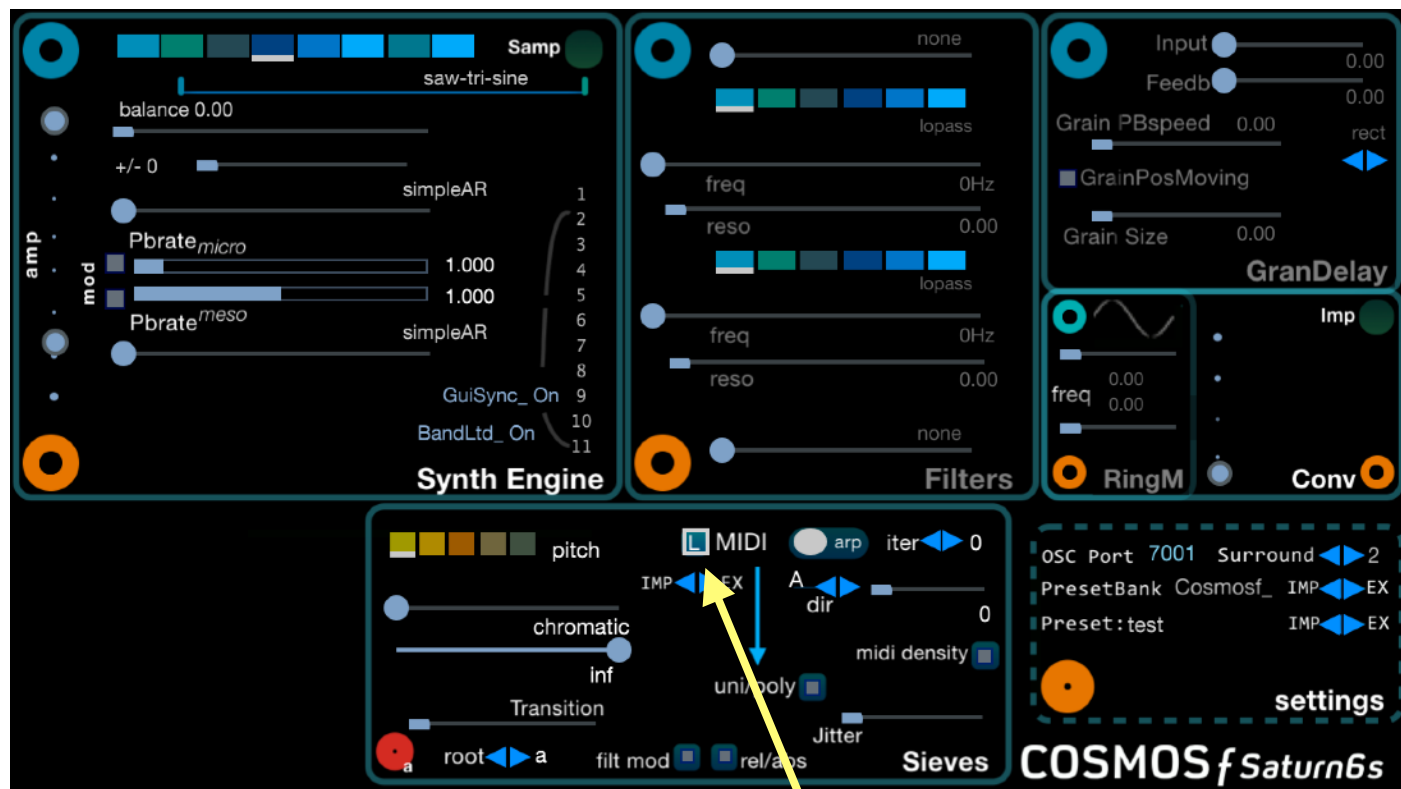 Samp
saw-tri-sine
balance 0.00
+/- 0
simpleAR
amp
mod
Pbrate micro
1.000
1.000
Pbrate meso
simpleAR
1
2
3
4
5
6
7
8
9
10
11
GuiSync_ On
BandLtd_ On
Synth Engine
none
lopass
freq 0Hz
reso 0.00
lopass
freq 0Hz
reso 0.00
none
Filters
Input
0.00
Feedb
0.00
Grain PBspeed 0.00
rect
GrainPosMoving
Grain Size 0.00
GranDelay
freq 0.00
0.00
RingM
Imp
Conv
pitch
chromatic
inf
Transition
root a
a
L MIDI
IMP EX
uni/poly
filt mod
rel/abs
arp
iter 0
A
dir
0
midi density
Jitter
Sieves
OSC Port 7001 Surround 2
PresetBank Cosmosf_ IMP EX
Preset: test IMP EX
settings
COSMOS f Saturn6s